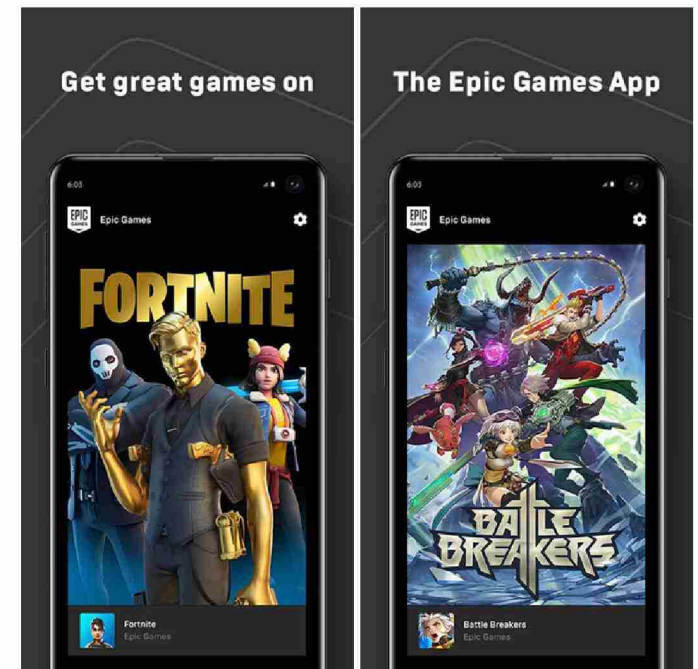 Get great games on
6:03
EPIC
GAMES
Epic Games
FORTNITE
Fortnite
Epic Games
The Epic Games App
6:03
EPIC
GAMES
Epic Games
BATTLE
BREAKERS
Battle Breakers
Epic Games